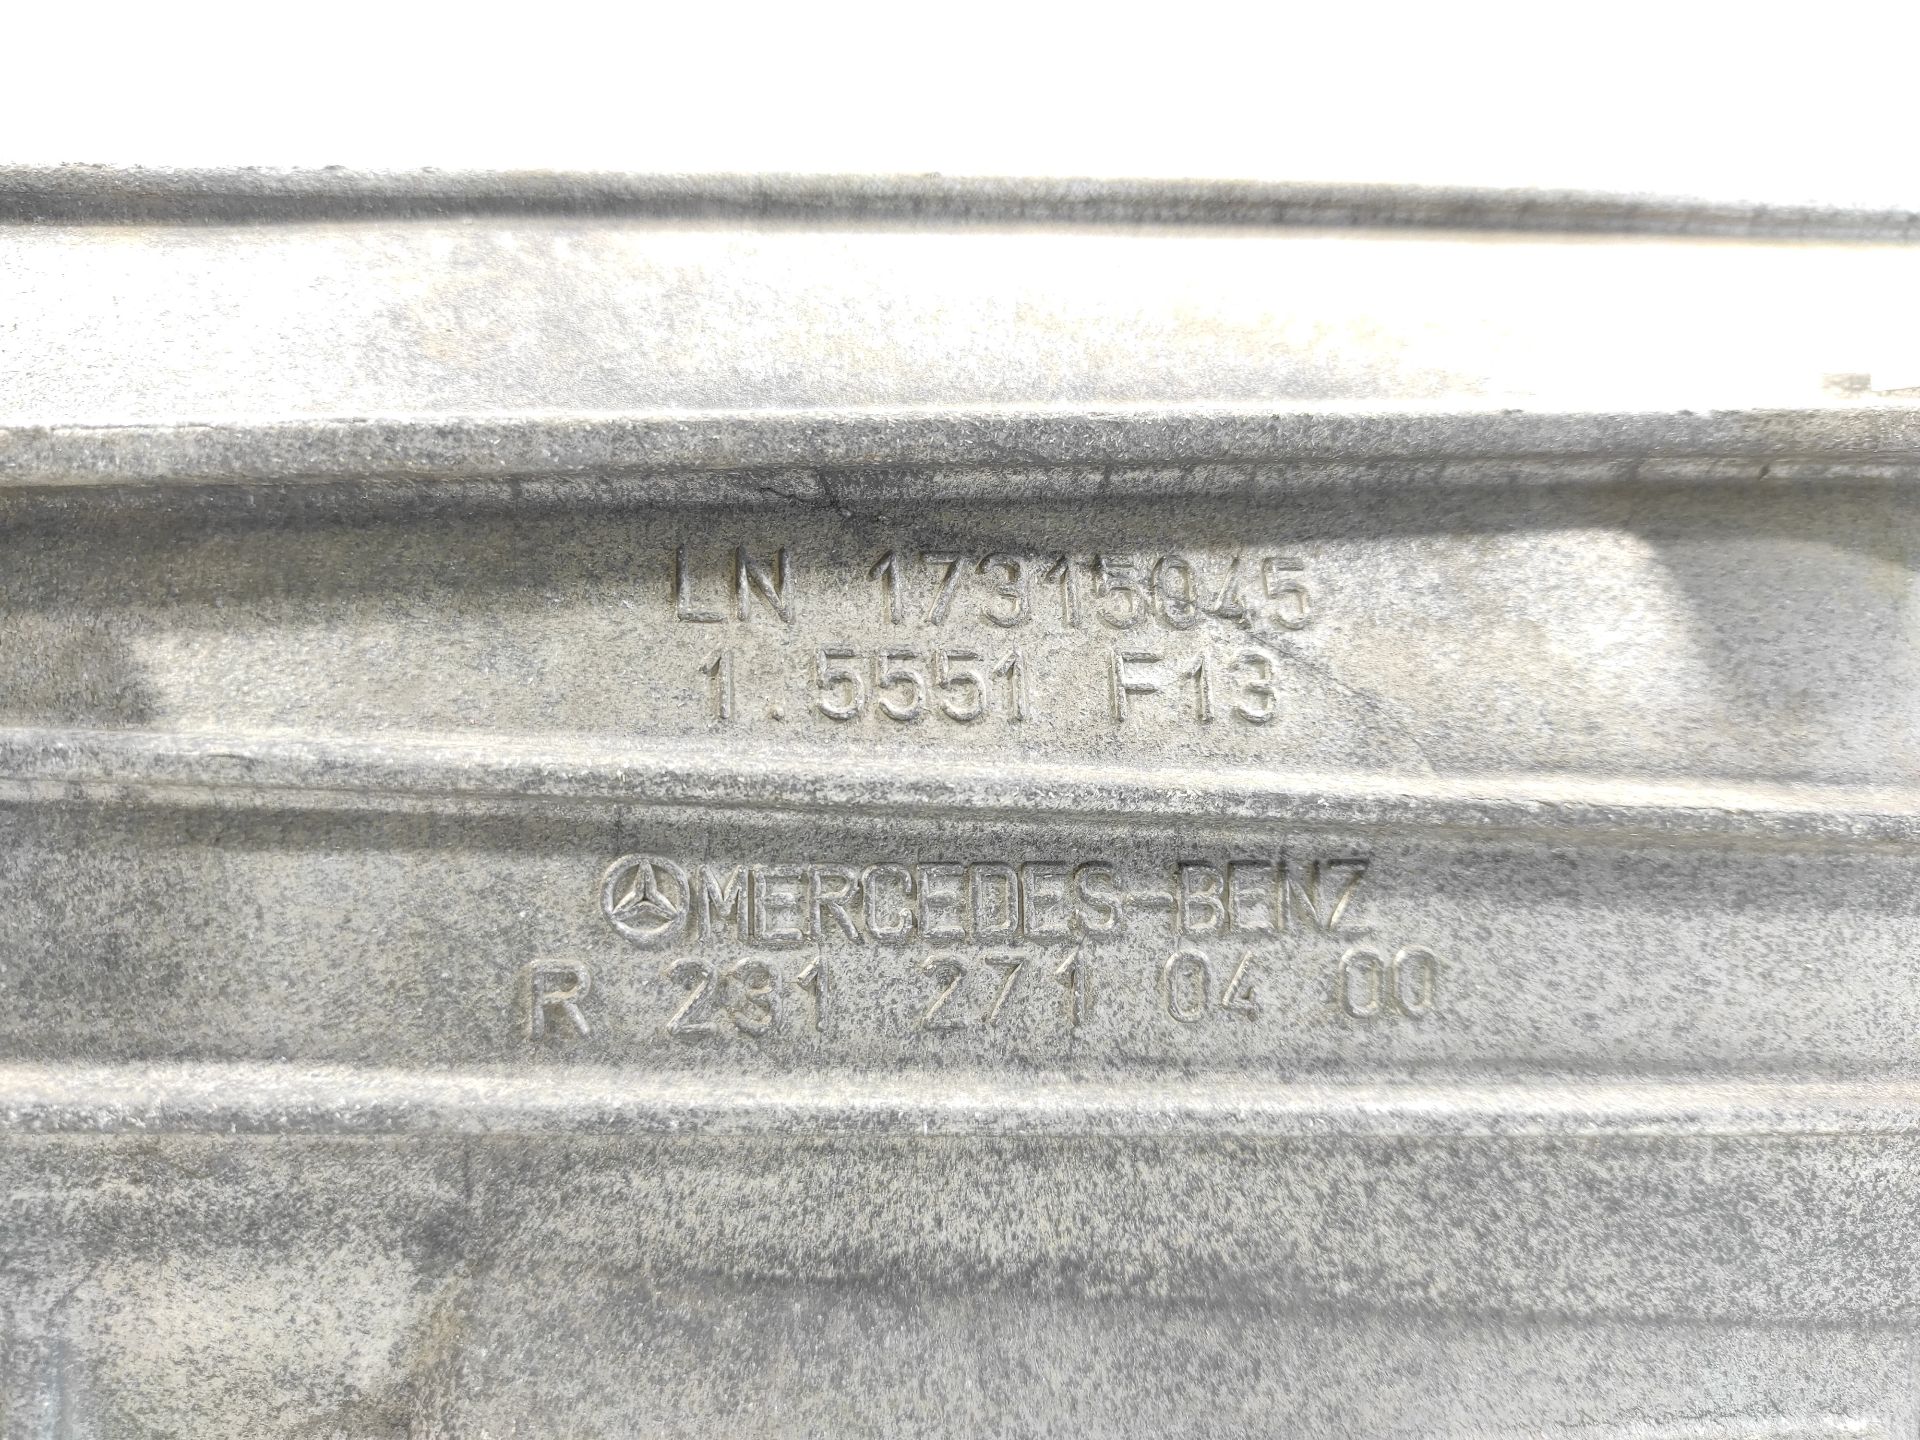 LN 17315045
1.5551 F13
MERCEDES-BENZ
R 231 271 04 00